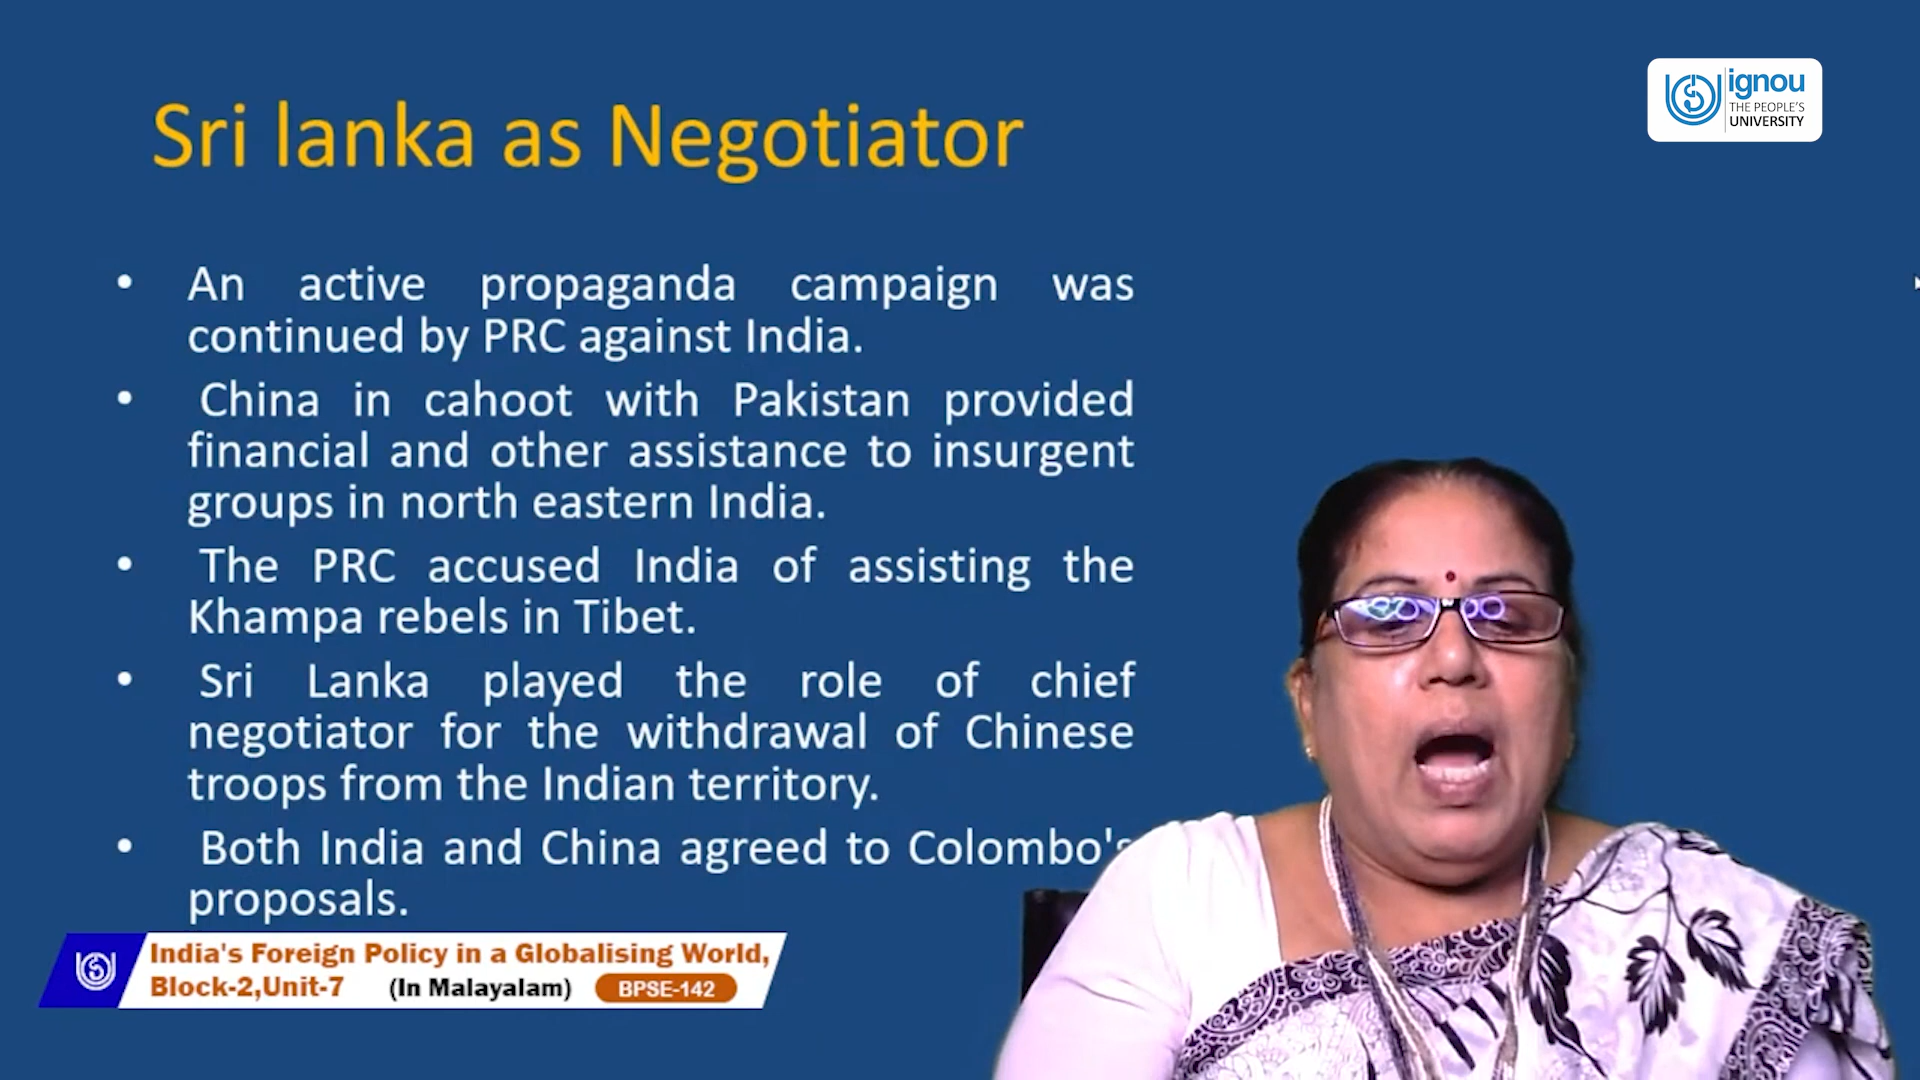 Sri lanka as Negotiator
ignou
THE PEOPLE'S
UNIVERSITY
• An active propaganda campaign was
continued by PRC against India.
• China in cahoot with Pakistan provided
financial and other assistance to insurgent
groups in north eastern India.
• The PRC accused India of assisting the
Khampa rebels in Tibet.
• Sri Lanka played the role of chief
negotiator for the withdrawal of Chinese
troops from the Indian territory.
• Both India and China agreed to Colombo's
proposals.
India's Foreign Policy in a Globalising World,
Block-2,Unit-7 (In Malayalam) BPSE-142